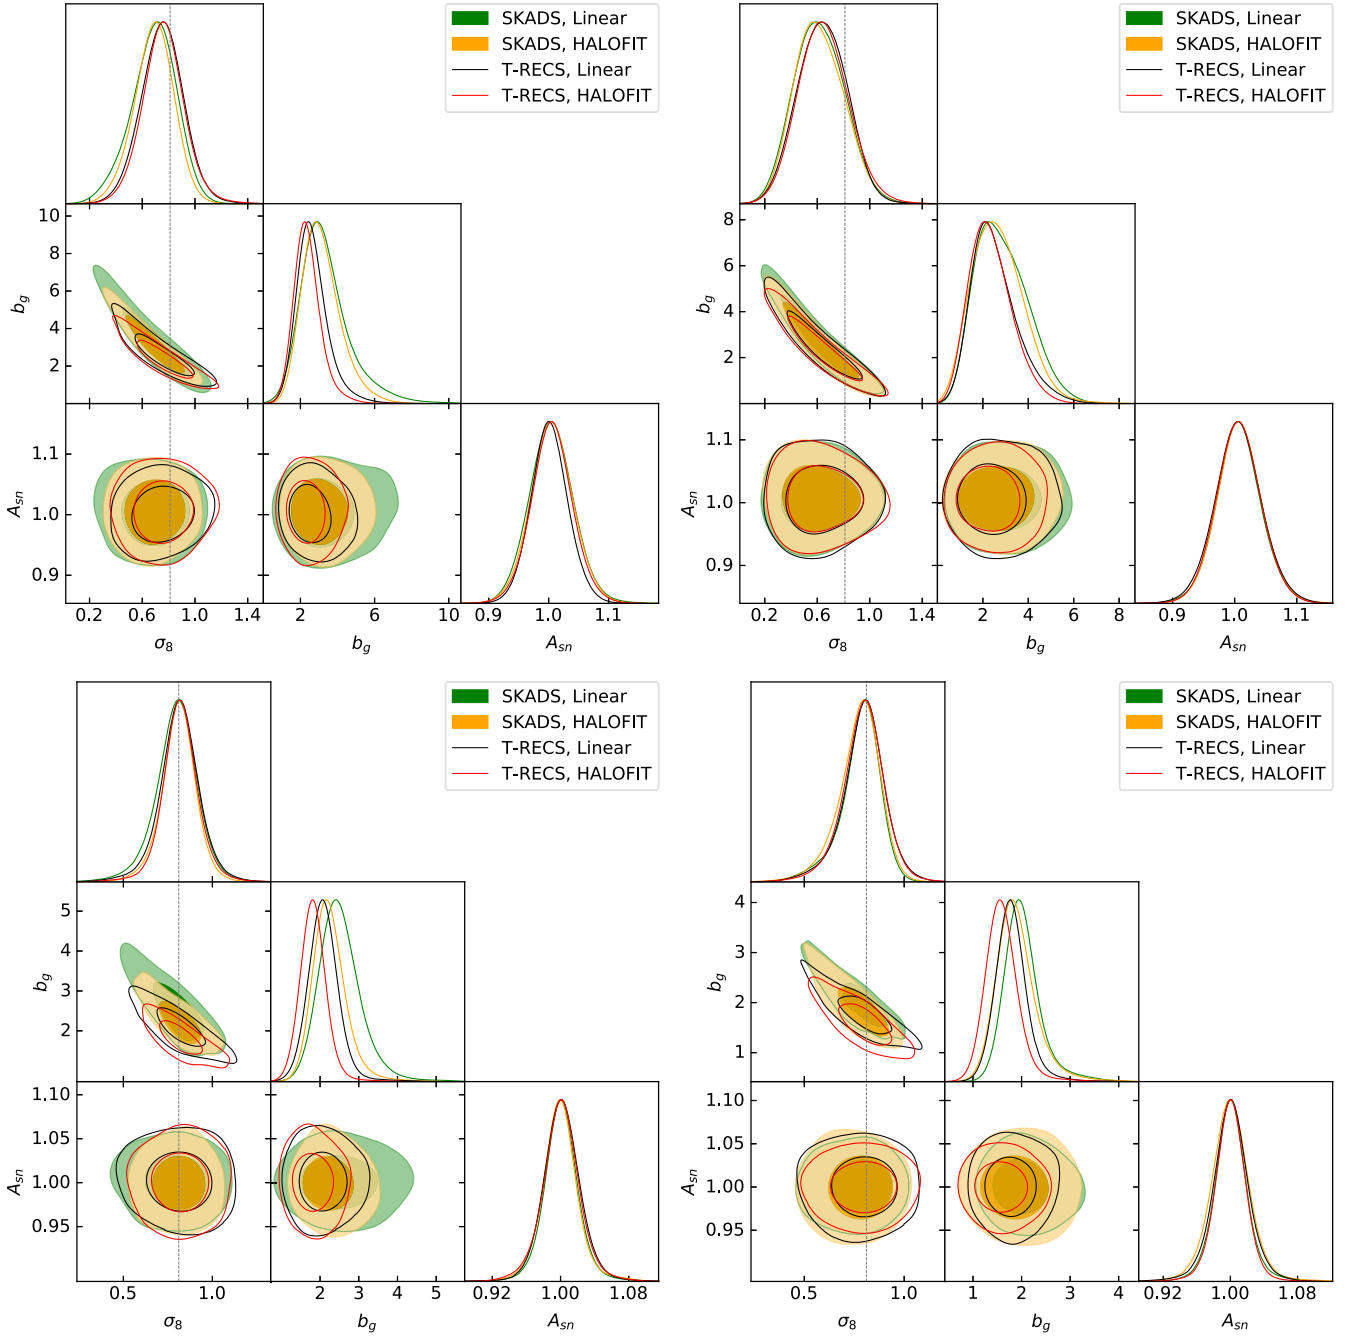 SKADS, Linear
SKADS, HALOFIT
T-RECS, Linear
T-RECS, HALOFIT
10
8
6
4
2
b_g
1.1
1.0
0.9
A_sn
0.2 0.6 1.0 1.4
σ_8
2 6 10
b_g
0.9 1.0 1.1
A_sn
SKADS, Linear
SKADS, HALOFIT
T-RECS, Linear
T-RECS, HALOFIT
8
6
4
2
b_g
1.1
1.0
0.9
A_sn
0.2 0.6 1.0 1.4
σ_8
2 4 6 8
b_g
0.9 1.0 1.1
A_sn
SKADS, Linear
SKADS, HALOFIT
T-RECS, Linear
T-RECS, HALOFIT
5
4
3
2
b_g
1.10
1.05
1.00
0.95
A_sn
0.5 1.0
σ_8
2 3 4 5
b_g
0.92 1.00 1.08
A_sn
SKADS, Linear
SKADS, HALOFIT
T-RECS, Linear
T-RECS, HALOFIT
4
3
2
1
b_g
1.10
1.05
1.00
0.95
A_sn
0.5 1.0
σ_8
1 2 3 4
b_g
0.92 1.00 1.08
A_sn